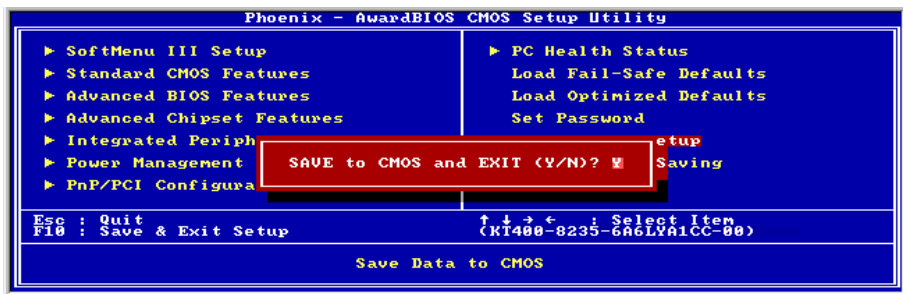 Phoenix - AwardBIOS CMOS Setup Utility
SoftMenu III Setup
Standard CMOS Features
Advanced BIOS Features
Advanced Chipset Features
Integrated Periph
Power Management
PnP/PCI Configura
PC Health Status
Load Fail-Safe Defaults
Load Optimized Defaults
Set Password
etup
Saving
SAVE to CMOS and EXIT (Y/N)? Y
Esc : Quit
F10 : Save & Exit Setup
↑ ↓ → ← : Select Item
(KT400-8235-6A6LYA1CC-00)
Save Data to CMOS